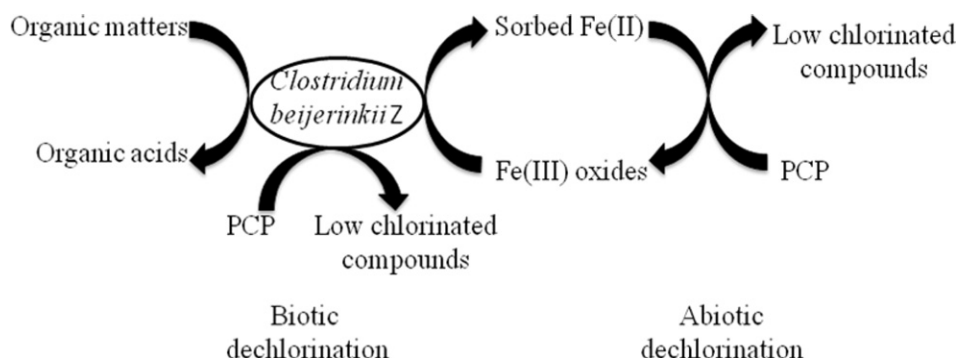 Organic matters
Sorbed Fe(II)
Low chlorinated
compounds
Clostridium
beijerinkii Z
Organic acids
Fe(III) oxides
PCP
PCP
Low chlorinated
compounds
Biotic
dechlorination
Abiotic
dechlorination